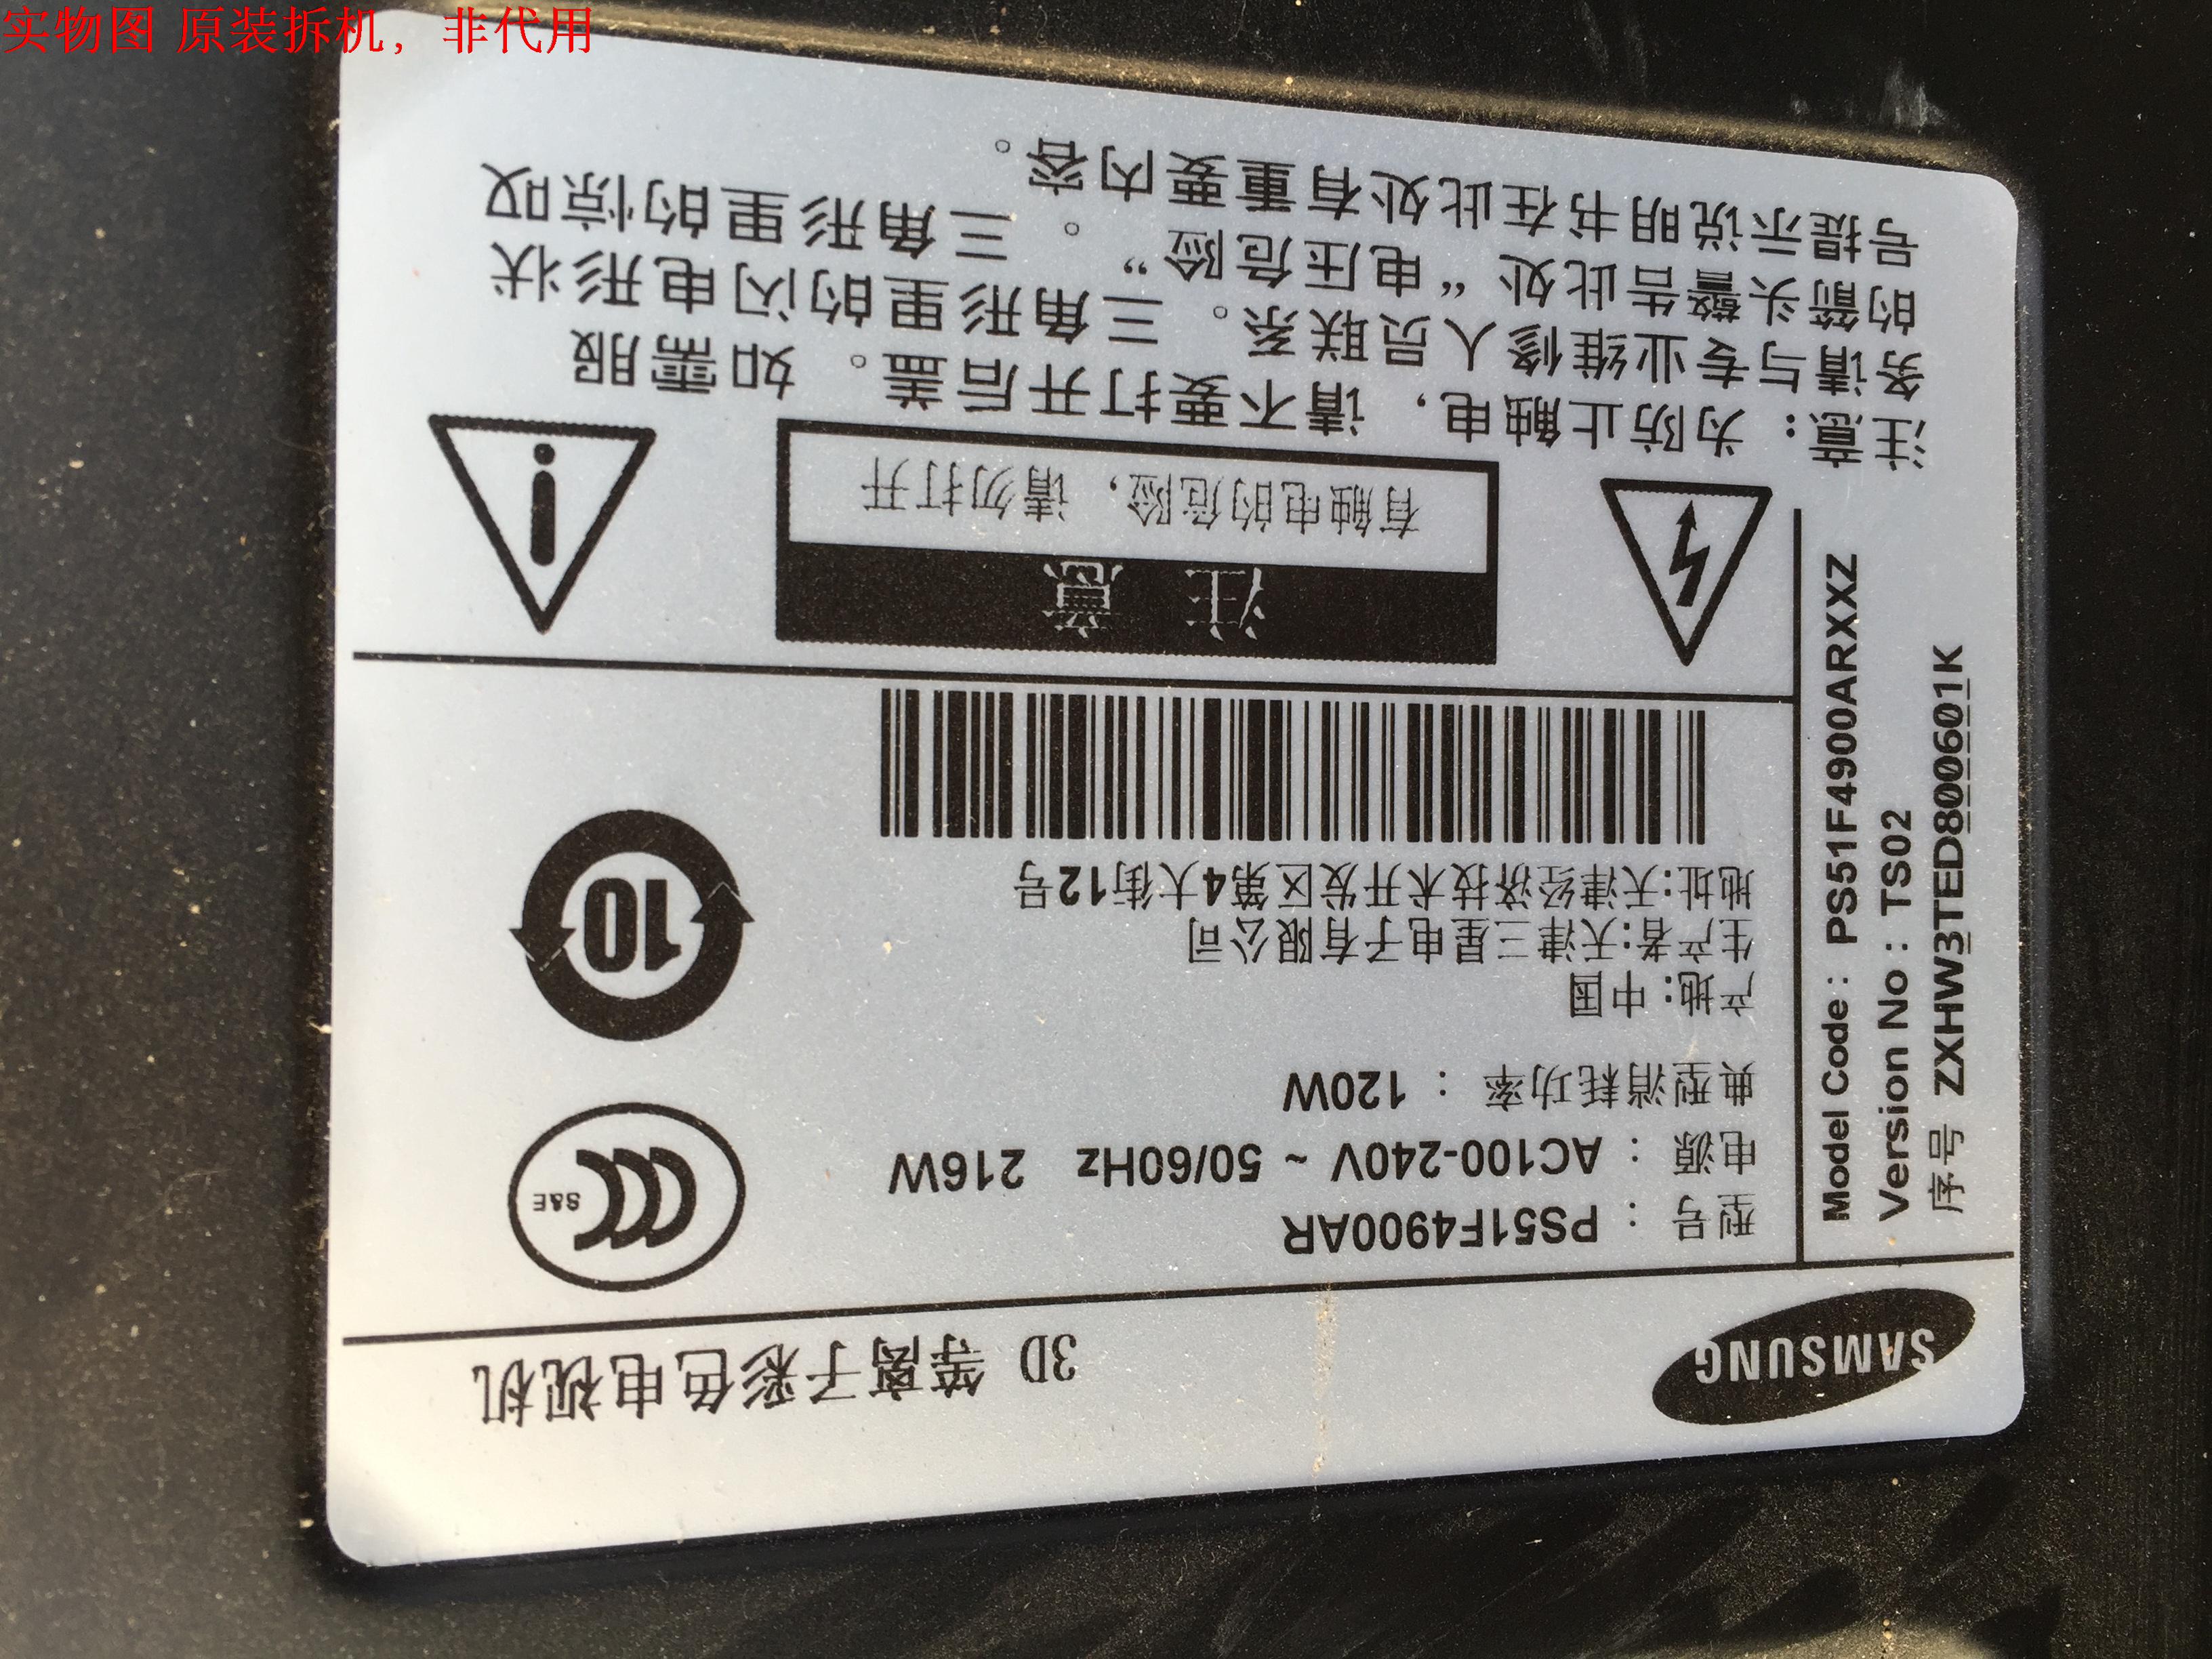 实物图 原装拆机，非代用
SAMSUNG
3D 等离子彩色电视机
型号：PS51F4900AR
电源：AC100-240V ~ 50/60Hz 216W
典型消耗功率：120W
产地:中国
生产者:天津三星电子有限公司
地址:天津经济技术开发区第4大街12号
S&E
10
Model Code : PS51F4900ARXXZ
Version No : TS02
序号 ZXHW3TED800601K
注 意
有触电的危险，请勿打开
注意：为防止触电，请不要打开后盖。如需服
务请与专业维修人员联系。三角形里的闪电形状
的箭头警告此处“电压危险”。三角形里的惊叹
号提示说明书在此处有重要内容。